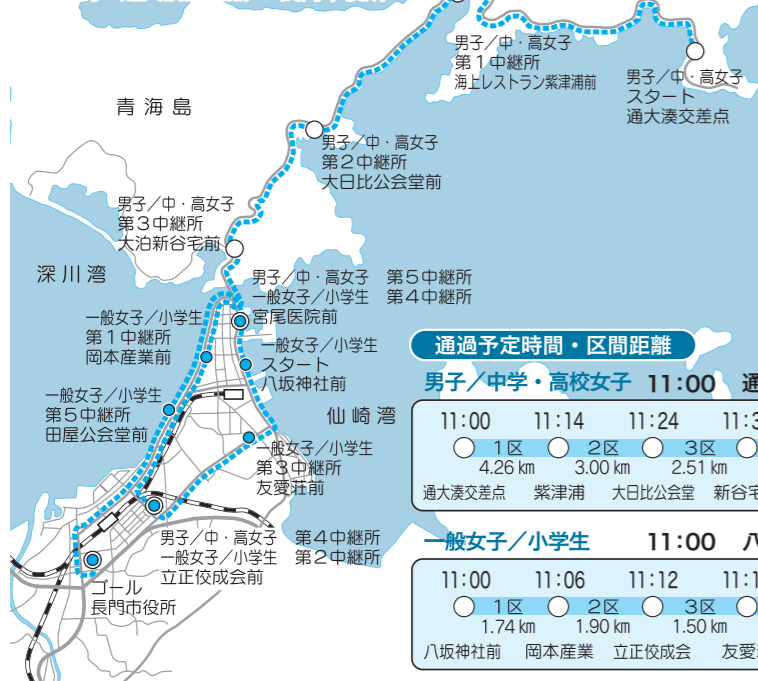 男子／中・高女子
第１中継所
海上レストラン紫津浦前
男子／中・高女子
スタート
通大湊交差点
青海島
男子／中・高女子
第２中継所
大日比公会堂前
男子／中・高女子
第３中継所
大泊新谷宅前
深川湾
男子／中・高女子　第５中継所
一般女子／小学生　第４中継所
宮尾医院前
一般女子／小学生
第１中継所
岡本産業前
一般女子／小学生
スタート
八坂神社前
一般女子／小学生
第５中継所
田屋公会堂前
仙崎湾
一般女子／小学生
第３中継所
友愛荘前
男子／中・高女子　第４中継所
一般女子／小学生　第２中継所
立正佼成会前
ゴール
長門市役所
通過予定時間・区間距離
男子／中学・高校女子　11:00　通
11:00　11:14　11:24　11:3
1区　2区　3区
4.26 km　3.00 km　2.51 km
通大湊交差点　紫津浦　大日比公会堂　新谷宅
一般女子／小学生　11:00　八
11:00　11:06　11:12　11:1
1区　2区　3区
1.74 km　1.90 km　1.50 km
八坂神社前　岡本産業　立正佼成会　友愛